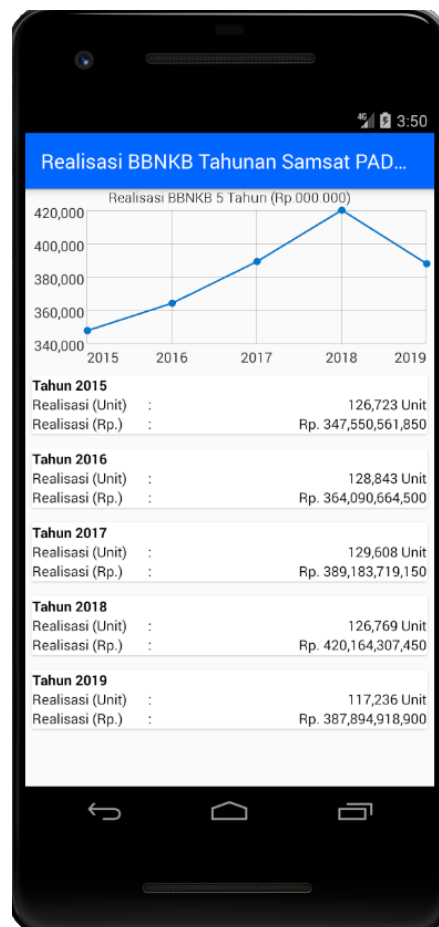 4G 3:50
Realisasi BBNKB Tahunan Samsat PAD...
Realisasi BBNKB 5 Tahun (Rp.000.000)
420,000
400,000
380,000
360,000
340,000
2015 2016 2017 2018 2019
Tahun 2015
Realisasi (Unit) : 126,723 Unit
Realisasi (Rp.) : Rp. 347,550,561,850
Tahun 2016
Realisasi (Unit) : 128,843 Unit
Realisasi (Rp.) : Rp. 364,090,664,500
Tahun 2017
Realisasi (Unit) : 129,608 Unit
Realisasi (Rp.) : Rp. 389,183,719,150
Tahun 2018
Realisasi (Unit) : 126,769 Unit
Realisasi (Rp.) : Rp. 420,164,307,450
Tahun 2019
Realisasi (Unit) : 117,236 Unit
Realisasi (Rp.) : Rp. 387,894,918,900